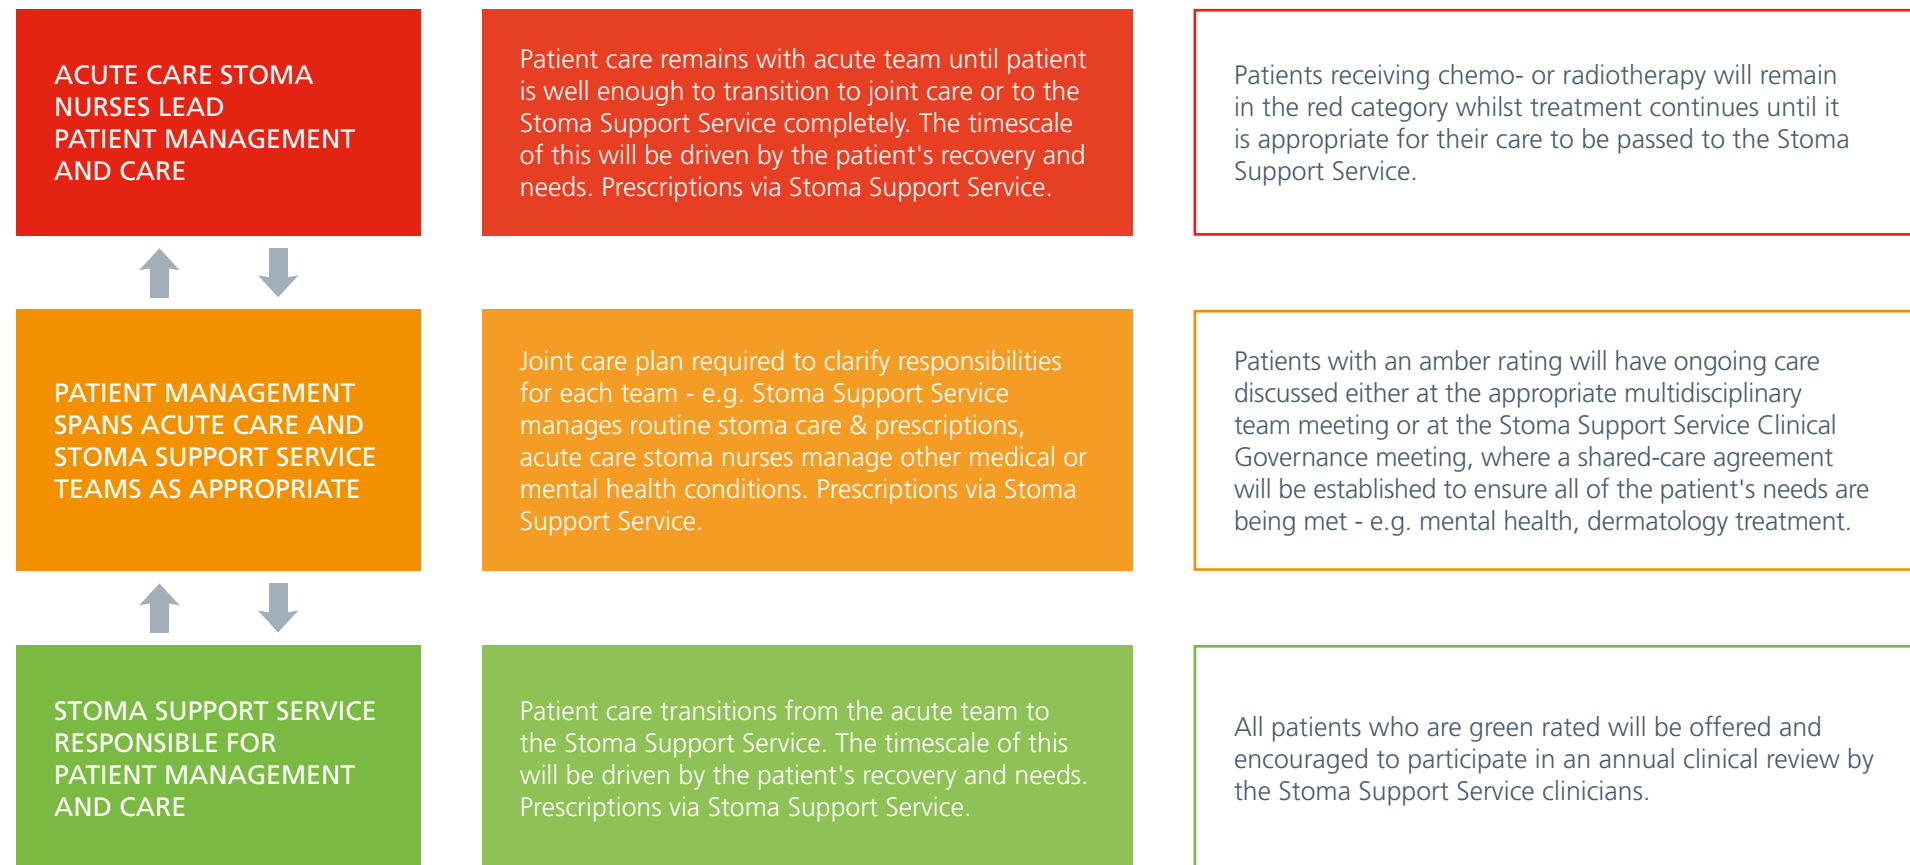 ACUTE CARE STOMA
NURSES LEAD
PATIENT MANAGEMENT
AND CARE
Patient care remains with acute team until patient
is well enough to transition to joint care or to the
Stoma Support Service completely. The timescale
of this will be driven by the patient's recovery and
needs. Prescriptions via Stoma Support Service.
Patients receiving chemo- or radiotherapy will remain
in the red category whilst treatment continues until it
is appropriate for their care to be passed to the Stoma
Support Service.
PATIENT MANAGEMENT
SPANS ACUTE CARE AND
STOMA SUPPORT SERVICE
TEAMS AS APPROPRIATE
Joint care plan required to clarify responsibilities
for each team - e.g. Stoma Support Service
manages routine stoma care & prescriptions,
acute care stoma nurses manage other medical or
mental health conditions. Prescriptions via Stoma
Support Service.
Patients with an amber rating will have ongoing care
discussed either at the appropriate multidisciplinary
team meeting or at the Stoma Support Service Clinical
Governance meeting, where a shared-care agreement
will be established to ensure all of the patient's needs are
being met - e.g. mental health, dermatology treatment.
STOMA SUPPORT SERVICE
RESPONSIBLE FOR
PATIENT MANAGEMENT
AND CARE
Patient care transitions from the acute team to
the Stoma Support Service. The timescale of this
will be driven by the patient's recovery and needs.
Prescriptions via Stoma Support Service.
All patients who are green rated will be offered and
encouraged to participate in an annual clinical review by
the Stoma Support Service clinicians.